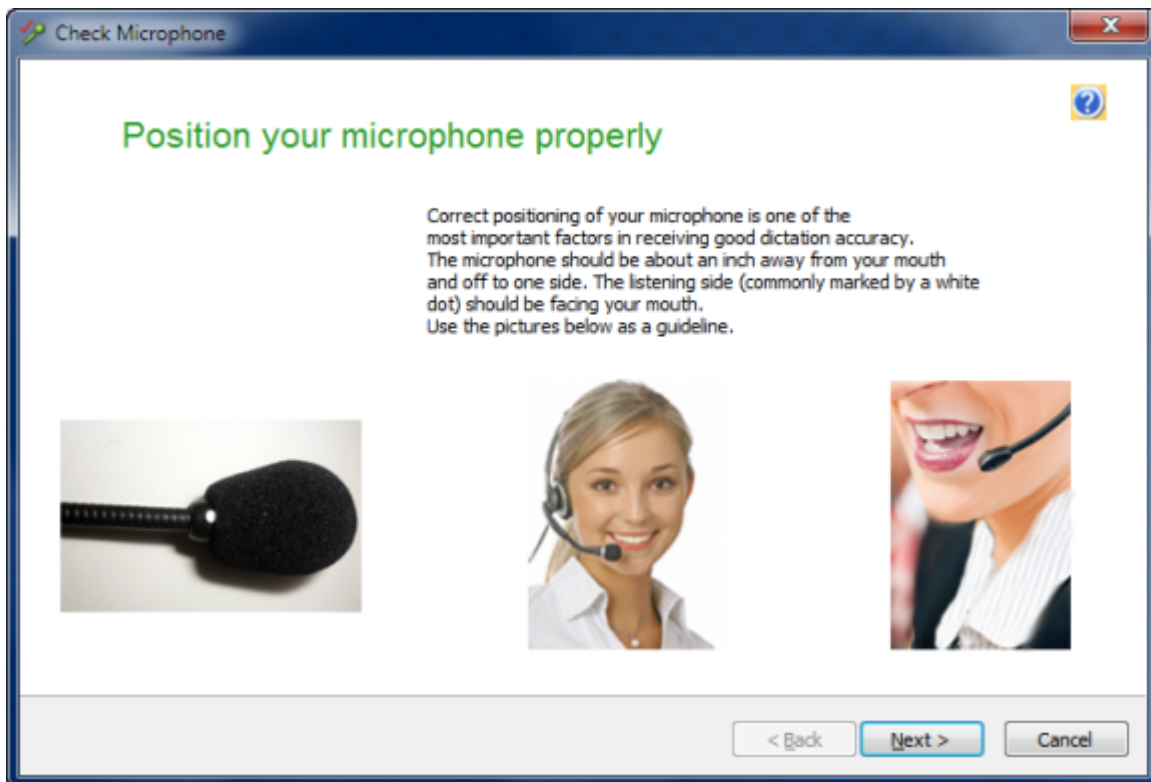 Check Microphone
Position your microphone properly
Correct positioning of your microphone is one of the
most important factors in receiving good dictation accuracy.
The microphone should be about an inch away from your mouth
and off to one side. The listening side (commonly marked by a white
dot) should be facing your mouth.
Use the pictures below as a guideline.
< Back
Next >
Cancel